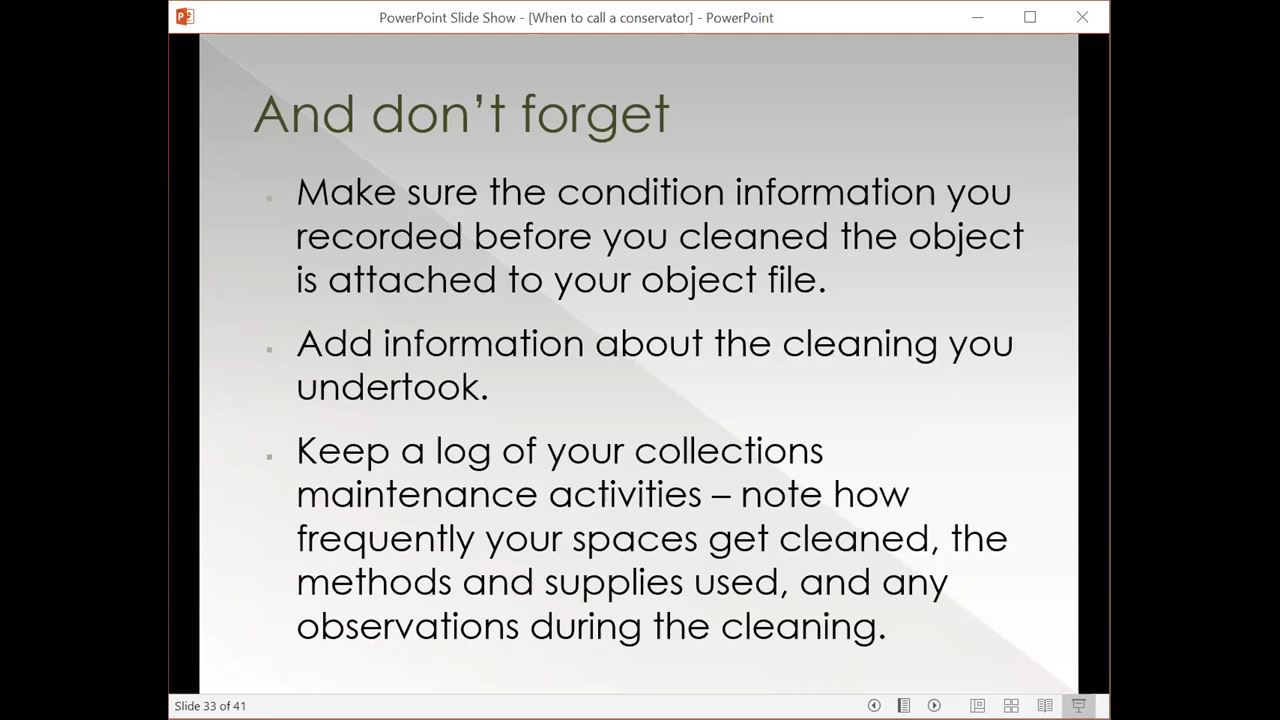 PowerPoint Slide Show - [When to call a conservator] - PowerPoint
And don’t forget
Make sure the condition information you
recorded before you cleaned the object
is attached to your object file.
Add information about the cleaning you
undertook.
Keep a log of your collections
maintenance activities – note how
frequently your spaces get cleaned, the
methods and supplies used, and any
observations during the cleaning.
Slide 33 of 41